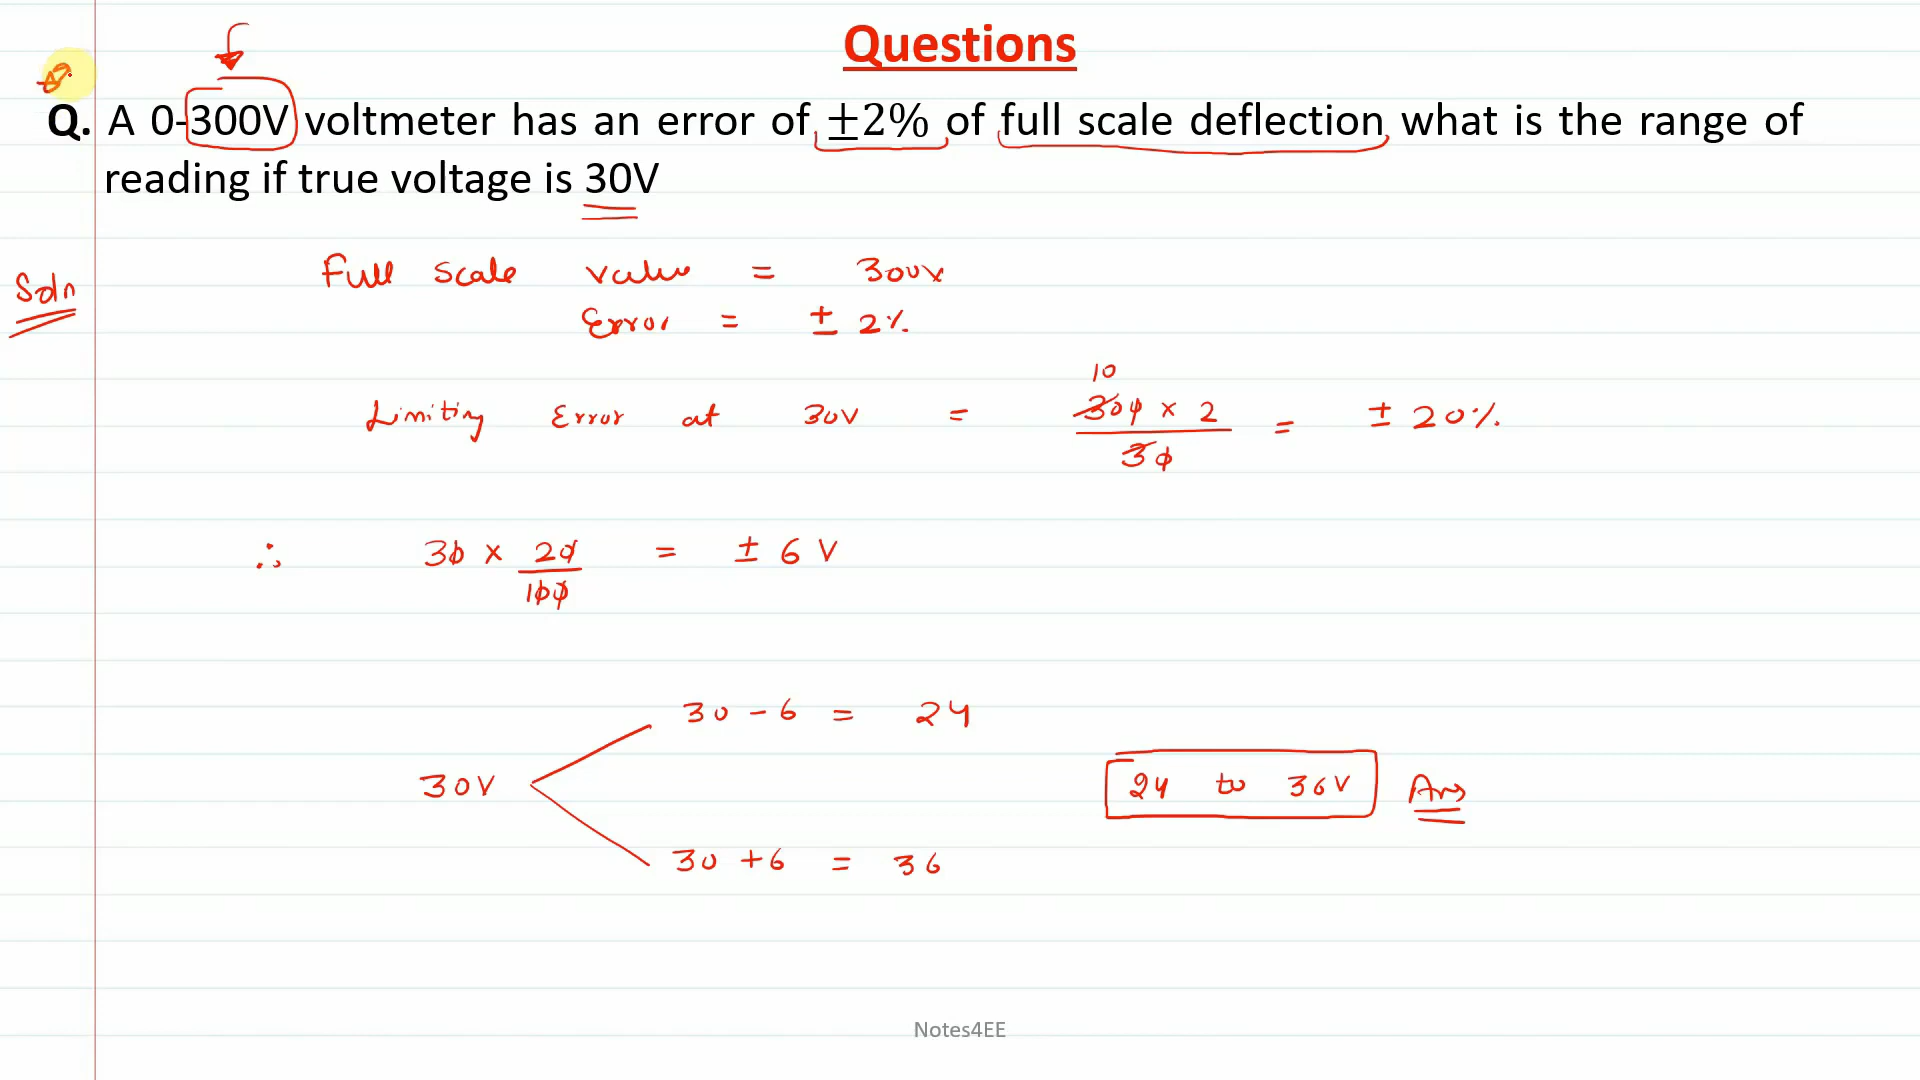 Questions
Q. A 0-300V voltmeter has an error of ±2% of full scale deflection what is the range of
reading if true voltage is 30V
Soln
Full scale value = 300V
Error = ± 2%
10
Limiting Error at 30V = 300 × 2 / 30 = ± 20%
∴ 30 × 20/100 = ± 6 V
30 - 6 = 24
30V
24 to 36V Ans
30 + 6 = 36
Notes4EE